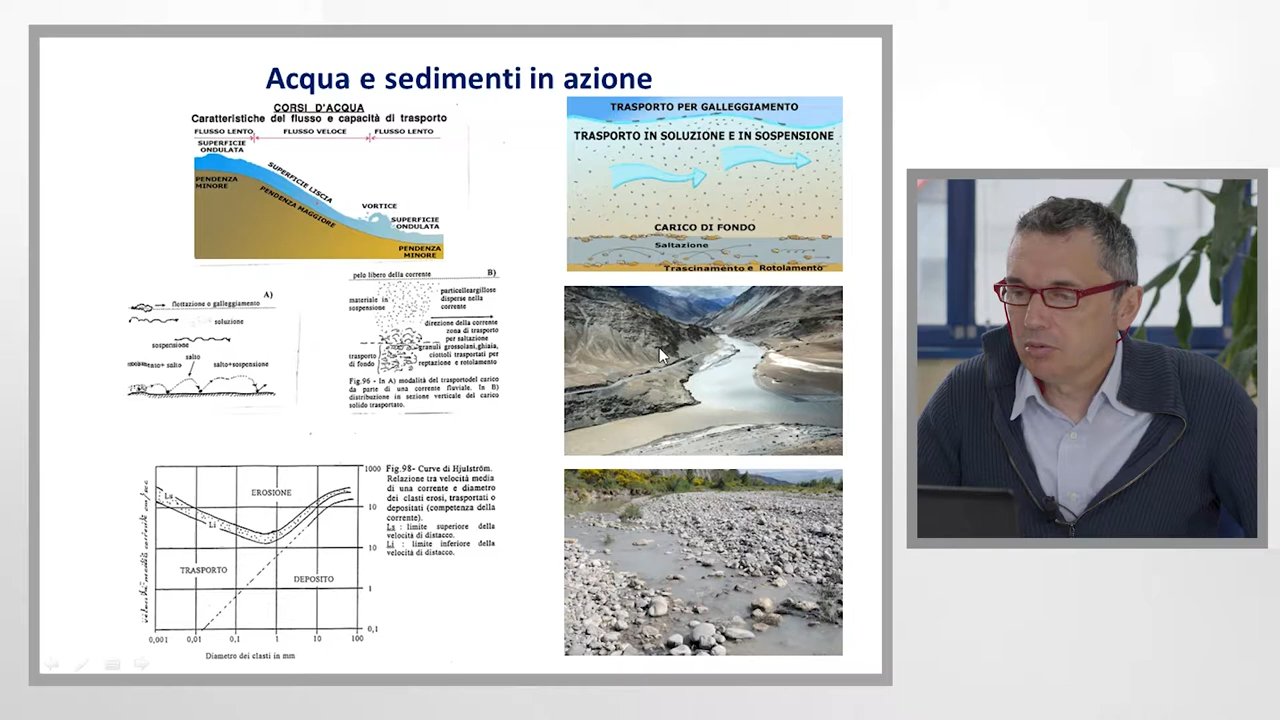 Acqua e sedimenti in azione
CORSI D'ACQUA
Caratteristiche del flusso e capacità di trasporto
FLUSSO LENTO
FLUSSO VELOCE
FLUSSO LENTO
SUPERFICIE
ONDULATA
SUPERFICIE LISCIA
PENDENZA
MINORE
PENDENZA MAGGIORE
VORTICE
SUPERFICIE
ONDULATA
PENDENZA
MINORE
TRASPORTO PER GALLEGGIAMENTO
TRASPORTO IN SOLUZIONE E IN SOSPENSIONE
CARICO DI FONDO
Saltazione
Trascinamento e Rotolamento
A)
flottazione o galleggiamento
soluzione
sospensione
salto
salto
salto+sospensione
B)
pelo libero della corrente
materiale in
sospensione
particelleargillose
disperse nella
corrente
direzione della corrente
zona di trasporto
per saltazione
granuli grossolani,ghiaia,
ciottoli trasportati per
reptazione e rotolamento
trasporto
di fondo
Fig.96 - In A) modalità del trasportodel carico
da parte di una corrente fluviale. In B)
distribuzione in sezione verticale del carico
solido trasportato.
EROSIONE
TRASPORTO
DEPOSITO
Ls
Li
1000
10
10
1
0,1
0,001
0,01
0,1
1
10
100
Diametro dei clasti in mm
Fig.98- Curve di Hjulström.
Relazione tra velocità media
di una corrente e diametro
dei clasti erosi, trasportati o
depositati (competenza della
corrente).
Ls : limite superiore della
velocità di distacco.
Li : limite inferiore della
velocità di distacco.